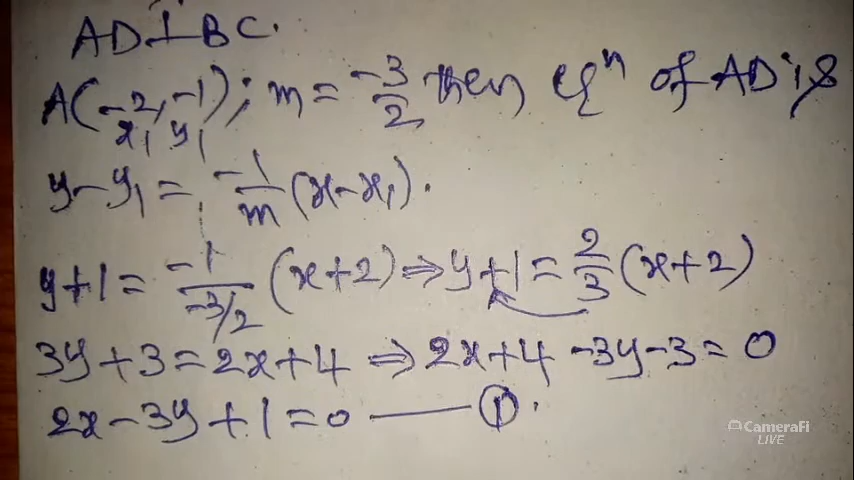 AD⊥BC.
A(-2,-1); m = -3/2 then eqn of AD is
x₁ y₁
y-y₁ = -1/m (x-x₁).
y+1 = -1/(-3/2) (x+2) ⇒ y+1 = 2/3 (x+2)
3y+3 = 2x+4 ⇒ 2x+4-3y-3=0
2x-3y+1=0 — ①.
CameraFi
LIVE